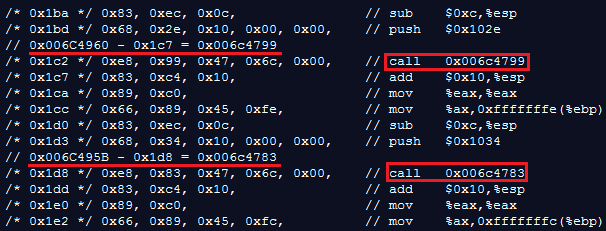 /* 0x1ba */ 0x83, 0xec, 0x0c, // sub $0xc,%esp
/* 0x1bd */ 0x68, 0x2e, 0x10, 0x00, 0x00, // push $0x102e
// 0x006C4960 - 0x1c7 = 0x006c4799
/* 0x1c2 */ 0xe8, 0x99, 0x47, 0x6c, 0x00, // call 0x006c4799
/* 0x1c7 */ 0x83, 0xc4, 0x10, // add $0x10,%esp
/* 0x1ca */ 0x89, 0xc0, // mov %eax,%eax
/* 0x1cc */ 0x66, 0x89, 0x45, 0xfe, // mov %ax,0xfffffffe(%ebp)
/* 0x1d0 */ 0x83, 0xec, 0x0c, // sub $0xc,%esp
/* 0x1d3 */ 0x68, 0x34, 0x10, 0x00, 0x00, // push $0x1034
// 0x006C495B - 0x1d8 = 0x006c4783
/* 0x1d8 */ 0xe8, 0x83, 0x47, 0x6c, 0x00, // call 0x006c4783
/* 0x1dd */ 0x83, 0xc4, 0x10, // add $0x10,%esp
/* 0x1e0 */ 0x89, 0xc0, // mov %eax,%eax
/* 0x1e2 */ 0x66, 0x89, 0x45, 0xfc, // mov %ax,0xfffffffc(%ebp)